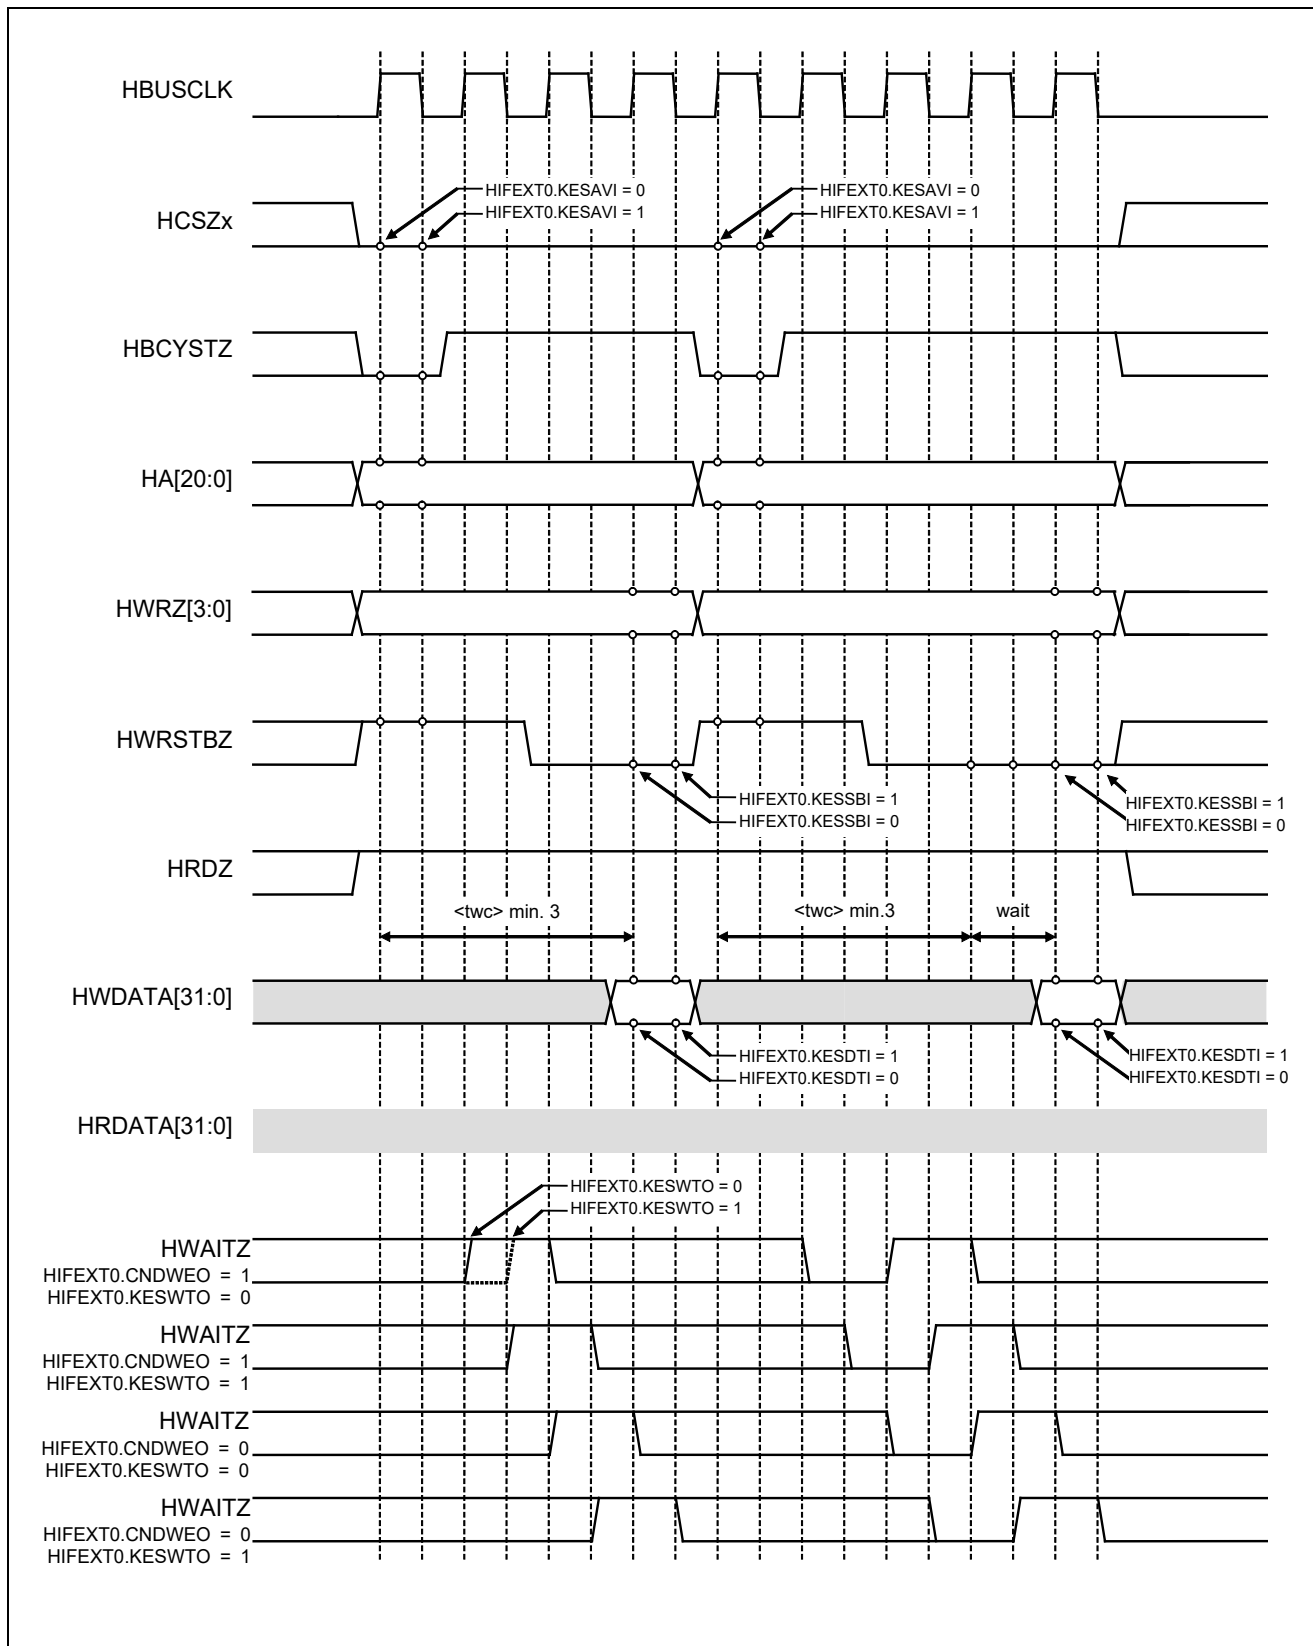 HBUSCLK
HIFEXT0.KESAVI = 0
HIFEXT0.KESAVI = 0
HCSZx
HIFEXT0.KESAVI = 1
HIFEXT0.KESAVI = 1
HBCYSTZ
HA[20:0]
HWRZ[3:0]
HWRSTBZ
HIFEXT0.KESSBI = 1
HIFEXT0.KESSBI = 1
HIFEXT0.KESSBI = 0
HIFEXT0.KESSBI = 0
HRDZ
<twc> min. 3
<twc> min.3
wait
HWDATA[31:0]
HIFEXT0.KESDTI = 1
HIFEXT0.KESDTI = 1
HIFEXT0.KESDTI = 0
HIFEXT0.KESDTI = 0
HRDATA[31:0]
HIFEXT0.KESWTO = 0
HIFEXT0.KESWTO = 1
HWAITZ
HIFEXT0.CNDWEO = 1
HIFEXT0.KESWTO = 0
HWAITZ
HIFEXT0.CNDWEO = 1
HIFEXT0.KESWTO = 1
HWAITZ
HIFEXT0.CNDWEO = 0
HIFEXT0.KESWTO = 0
HWAITZ
HIFEXT0.CNDWEO = 0
HIFEXT0.KESWTO = 1